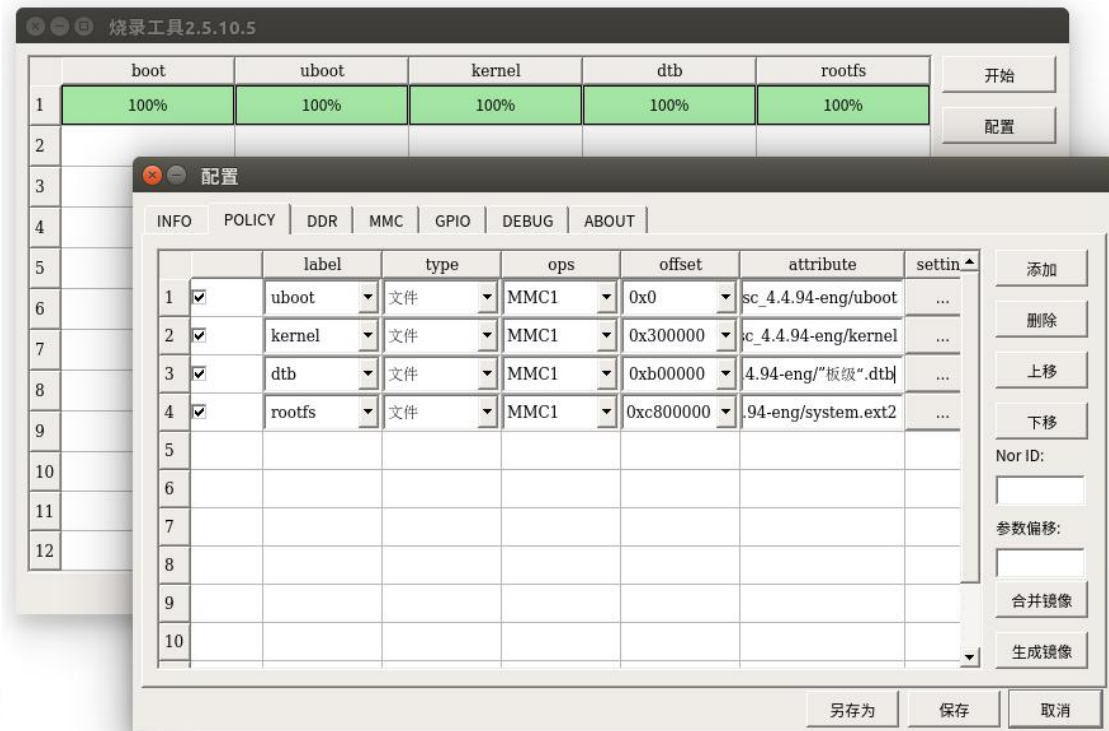 烧录工具2.5.10.5
boot uboot kernel dtb rootfs
开始
1 100% 100% 100% 100% 100%
配置
2
3
4
5
6
7
8
9
10
11
12
配置
INFO POLICY DDR MMC GPIO DEBUG ABOUT
label type ops offset attribute settin
1 uboot 文件 MMC1 0x0 sc_4.4.94-eng/uboot ...
2 kernel 文件 MMC1 0x300000 sc_4.4.94-eng/kernel ...
3 dtb 文件 MMC1 0xb00000 .4.94-eng/”板级“.dtb ...
4 rootfs 文件 MMC1 0xc800000 .94-eng/system.ext2 ...
5
6
7
8
9
10
添加
删除
上移
下移
Nor ID:
参数偏移:
合并镜像
生成镜像
另存为 保存 取消